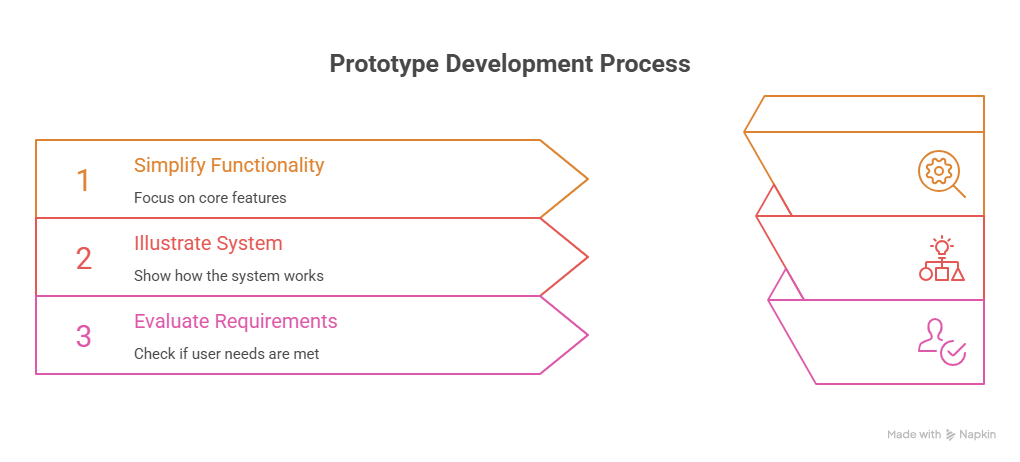 Prototype Development Process
1
Simplify Functionality
Focus on core features
2
Illustrate System
Show how the system works
3
Evaluate Requirements
Check if user needs are met
Made with Napkin